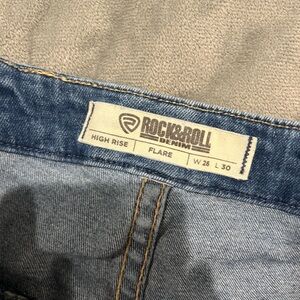 ROCK&ROLL
DENIM
HIGH RISE FLARE W 28 L 30